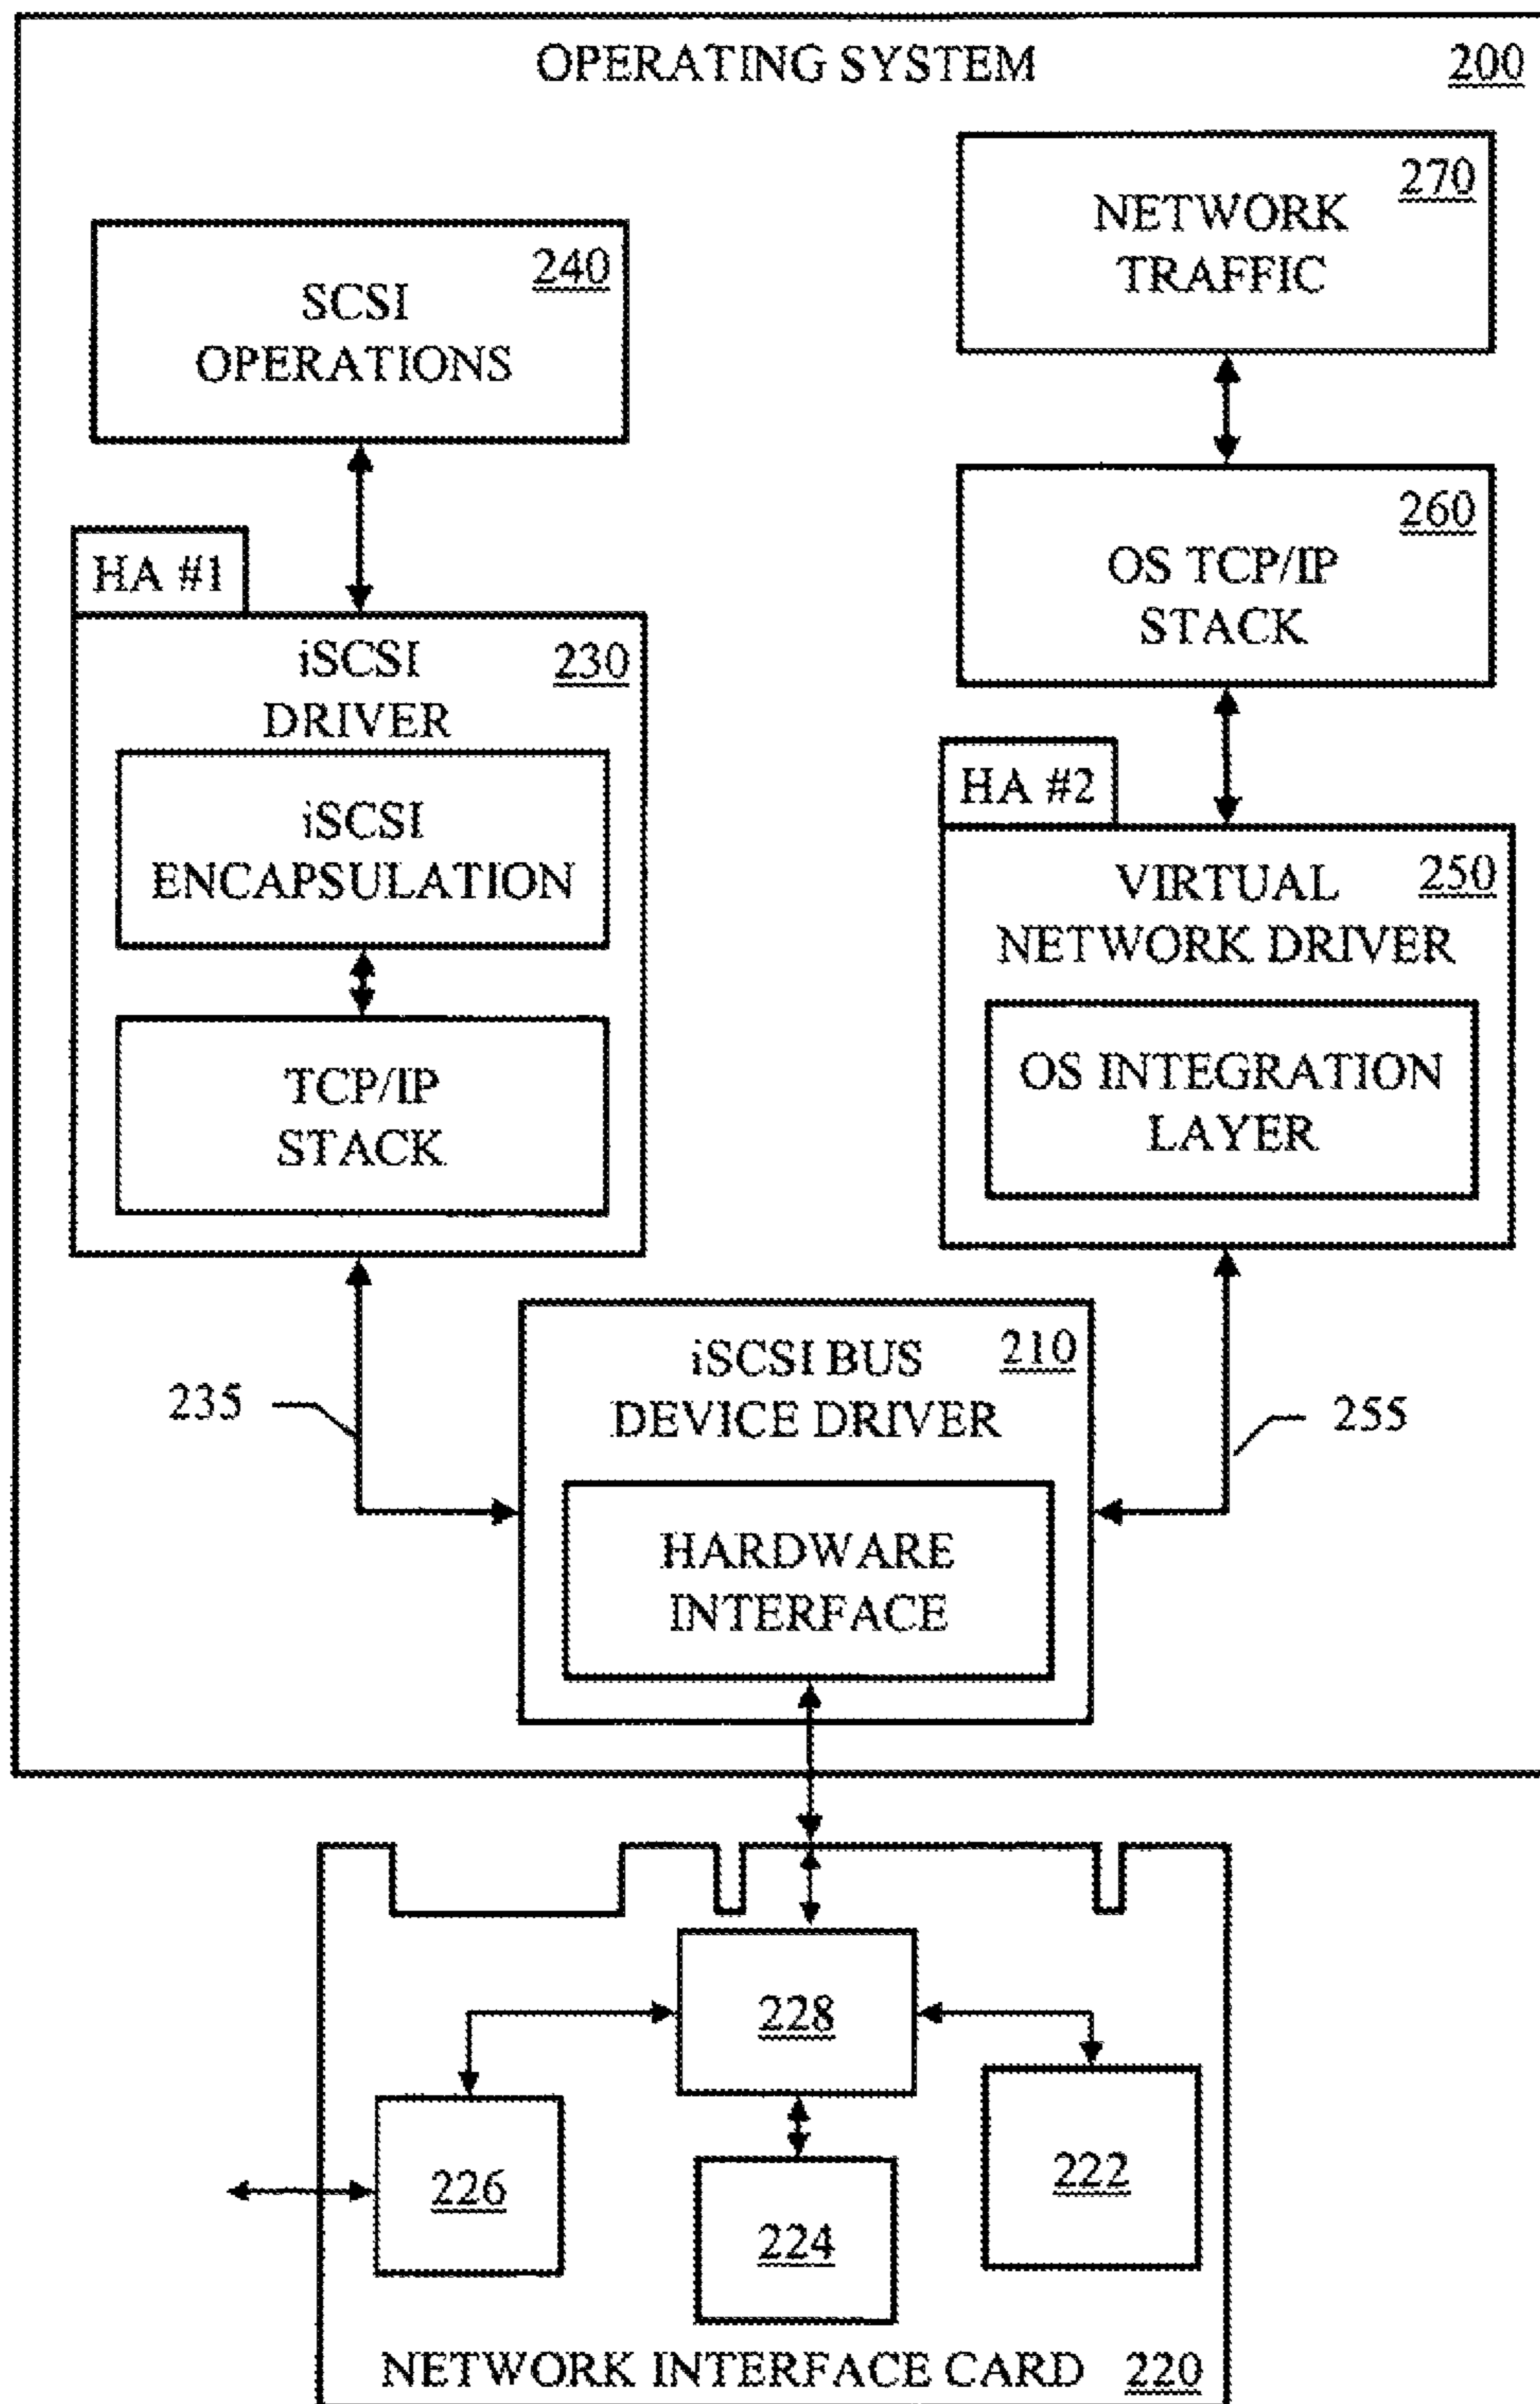 OPERATING SYSTEM 200
270
NETWORK
TRAFFIC
240
SCSI
OPERATIONS
260
OS TCP/IP
STACK
HA #1
iSCSI
DRIVER
230
iSCSI
ENCAPSULATION
TCP/IP
STACK
HA #2
VIRTUAL
NETWORK DRIVER
250
OS INTEGRATION
LAYER
235
iSCSI BUS
DEVICE DRIVER
210
HARDWARE
INTERFACE
255
228
226
224
222
NETWORK INTERFACE CARD 220